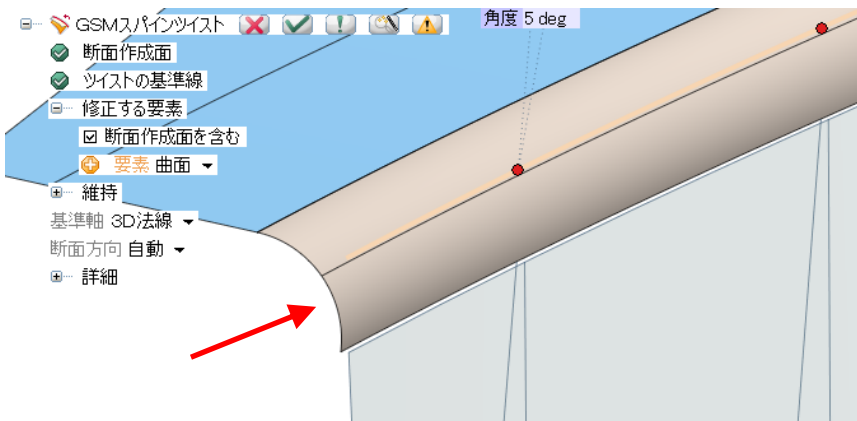 GSMスパインツイスト
角度 5 deg
断面作成面
ツイストの基準線
修正する要素
断面作成面を含む
要素 曲面
維持
基準軸 3D法線
断面方向 自動
詳細